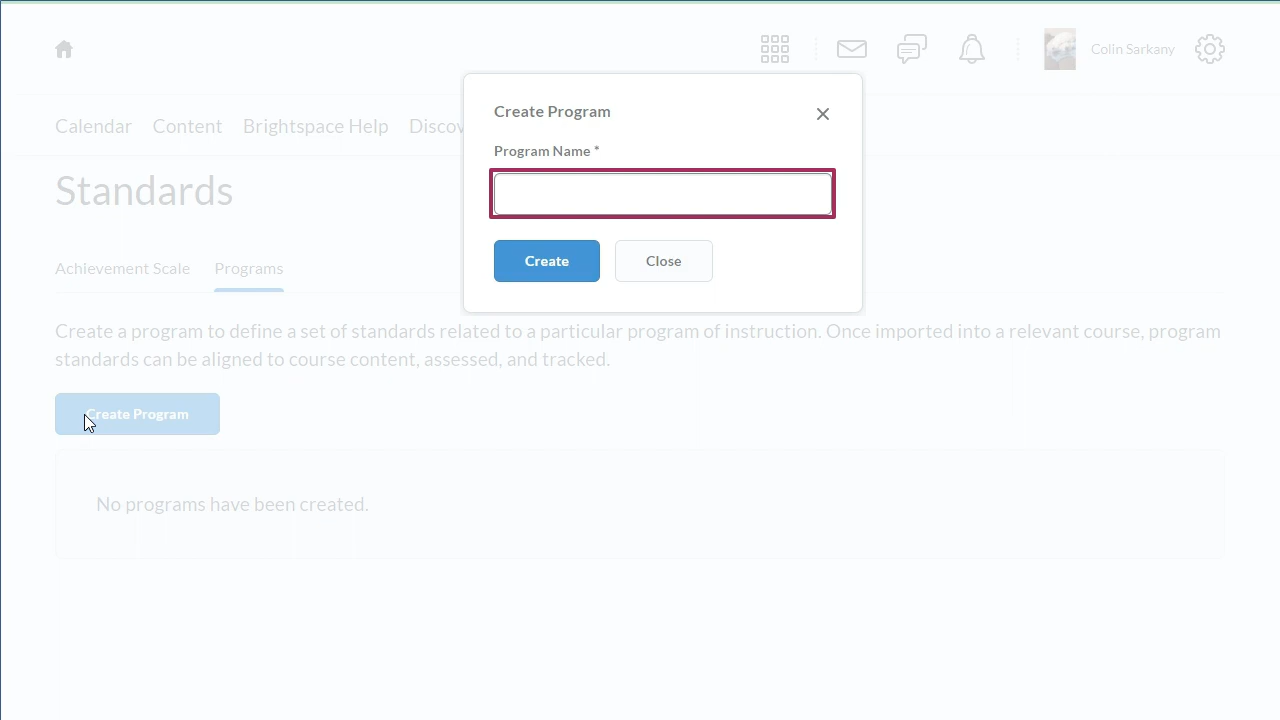 Colin Sarkany
Create Program
Program Name *
Create Close
Calendar Content Brightspace Help
Standards
Achievement Scale Programs
Create a program to define a set of standards related to a particular program of instruction. Once imported into a relevant course, program
standards can be aligned to course content, assessed, and tracked.
Create Program
No programs have been created.